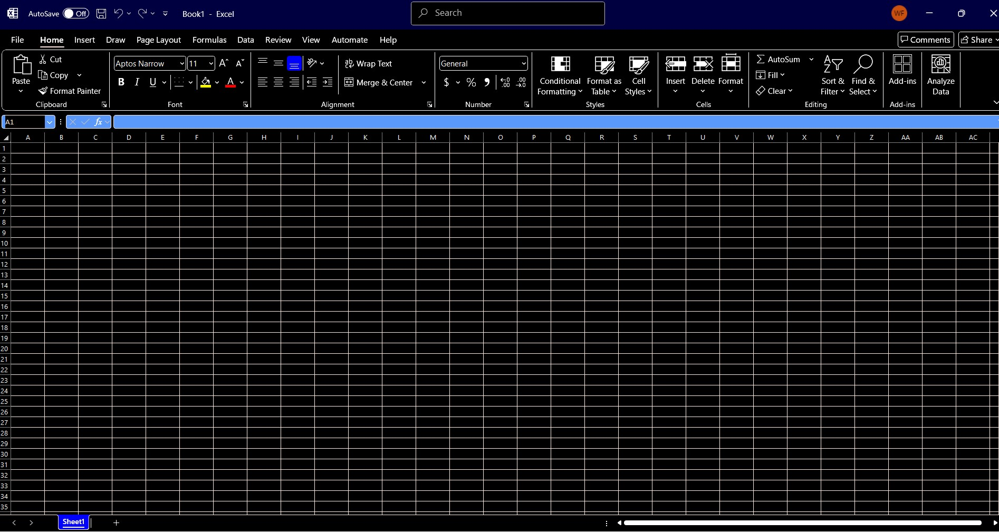 AutoSave Off Book1 - Excel Search WF
File Home Insert Draw Page Layout Formulas Data Review View Automate Help Comments Share
Paste
Cut
Copy
Format Painter
Clipboard
Aptos Narrow 11 A^ A˅
B I U A
Font
ab Wrap Text
Merge & Center
Alignment
General
$ % 9 .00 .00
Number
Conditional Formatting
Format as Table
Cell Styles
Styles
Insert Delete Format
Cells
∑ AutoSum
Fill
Clear
Sort & Filter
Find & Select
Editing
Add-ins
Add-ins
Analyze Data
A1 fx
A B C D E F G H I J K L M N O P Q R S T U V W X Y Z AA AB AC
1
2
3
4
5
6
7
8
9
10
11
12
13
14
15
16
17
18
19
20
21
22
23
24
25
26
27
28
29
30
31
32
33
34
35
Sheet1 +